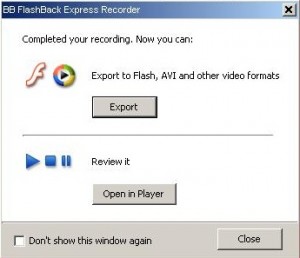 BB FlashBack Express Recorder
Completed your recording. Now you can:
Export to Flash, AVI and other video formats
Export
Review it
Open in Player
Don't show this window again
Close